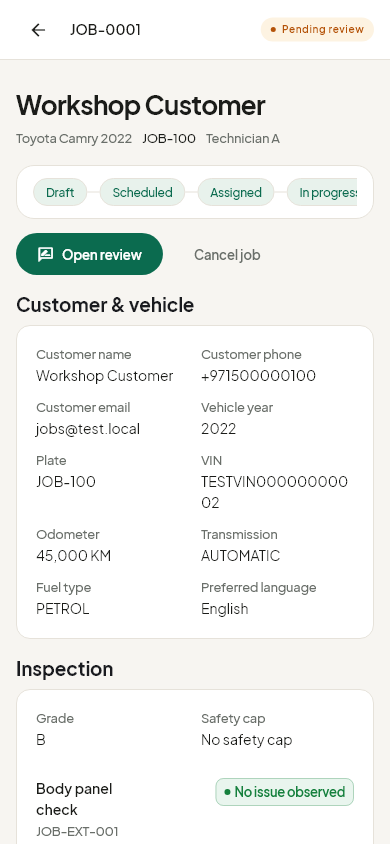 JOB-0001
Pending review
Workshop Customer
Toyota Camry 2022 JOB-100 Technician A
Draft Scheduled Assigned In progress
Open review Cancel job
Customer & vehicle
Customer name Customer phone
Workshop Customer +971500000100
Customer email Vehicle year
jobs@test.local 2022
Plate VIN
JOB-100 TESTVIN000000000
02
Odometer Transmission
45,000 KM AUTOMATIC
Fuel type Preferred language
PETROL English
Inspection
Grade Safety cap
B No safety cap
Body panel No issue observed
check
JOB-EXT-001